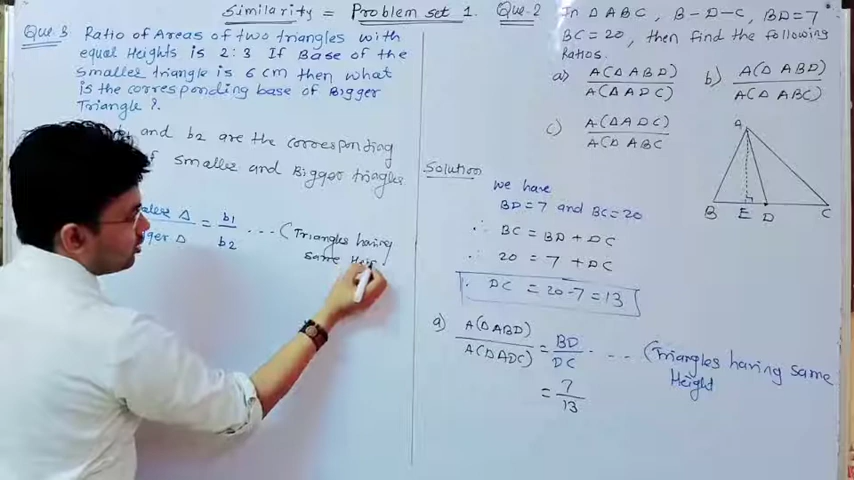 Similarity = Problem set 1.
Que.3 Ratio of Areas of two triangles with
equal Heights is 2:3 If Base of the
smaller triangle is 6 cm then what
is the corresponding base of Bigger
Triangle ?.
and b2 are the corresponding
of smaller and Bigger triangles
Δ = b1 / b2 ... (Triangles having
Δ
same
Que-2 In Δ ABC, B-D-C, BD=7
BC = 20, then find the following
Ratios.
a) A(Δ ABD) / A(Δ ADC) b) A(Δ ABD) / A(Δ ABC)
c) A(Δ ADC) / A(Δ ABC)
A
B E D C
Solution
we have
BD=7 and BC=20
∴ BC = BD + DC
∴ 20 = 7 + DC
∴ DC = 20-7 = 13
a) A(Δ ABD) / A(Δ ADC) = BD / DC ... (Triangles having same
Height
= 7 / 13